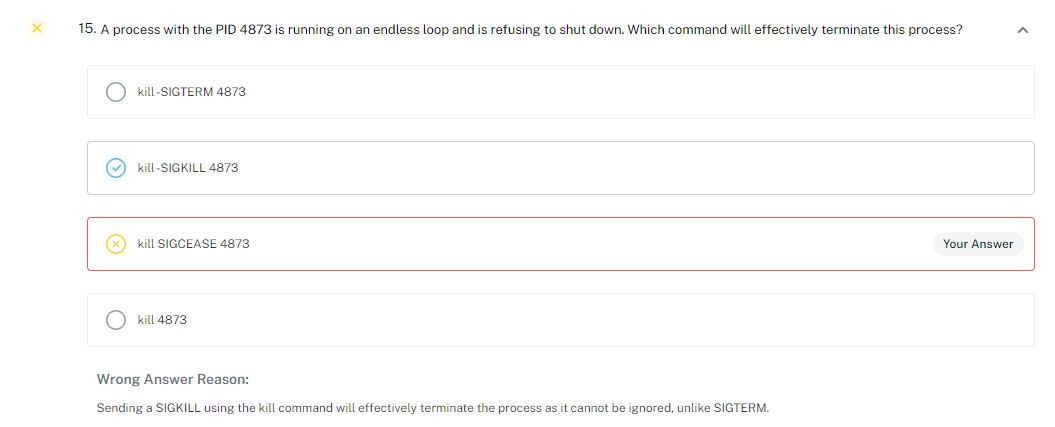 15. A process with the PID 4873 is running on an endless loop and is refusing to shut down. Which command will effectively terminate this process?
kill -SIGTERM 4873
kill -SIGKILL 4873
kill SIGCEASE 4873
Your Answer
kill 4873
Wrong Answer Reason:
Sending a SIGKILL using the kill command will effectively terminate the process as it cannot be ignored, unlike SIGTERM.